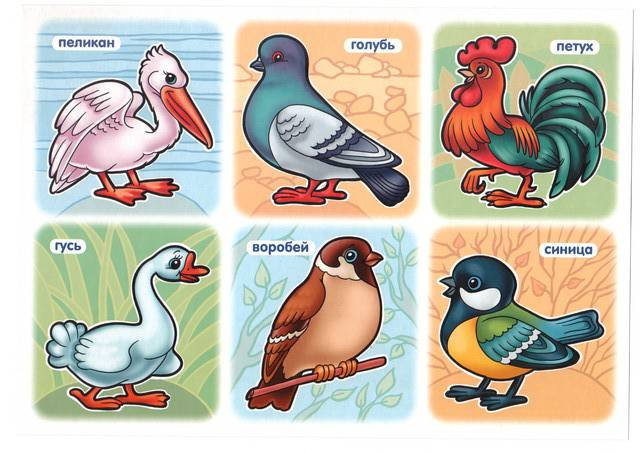 пеликан
голубь
петух
гусь
воробей
синица